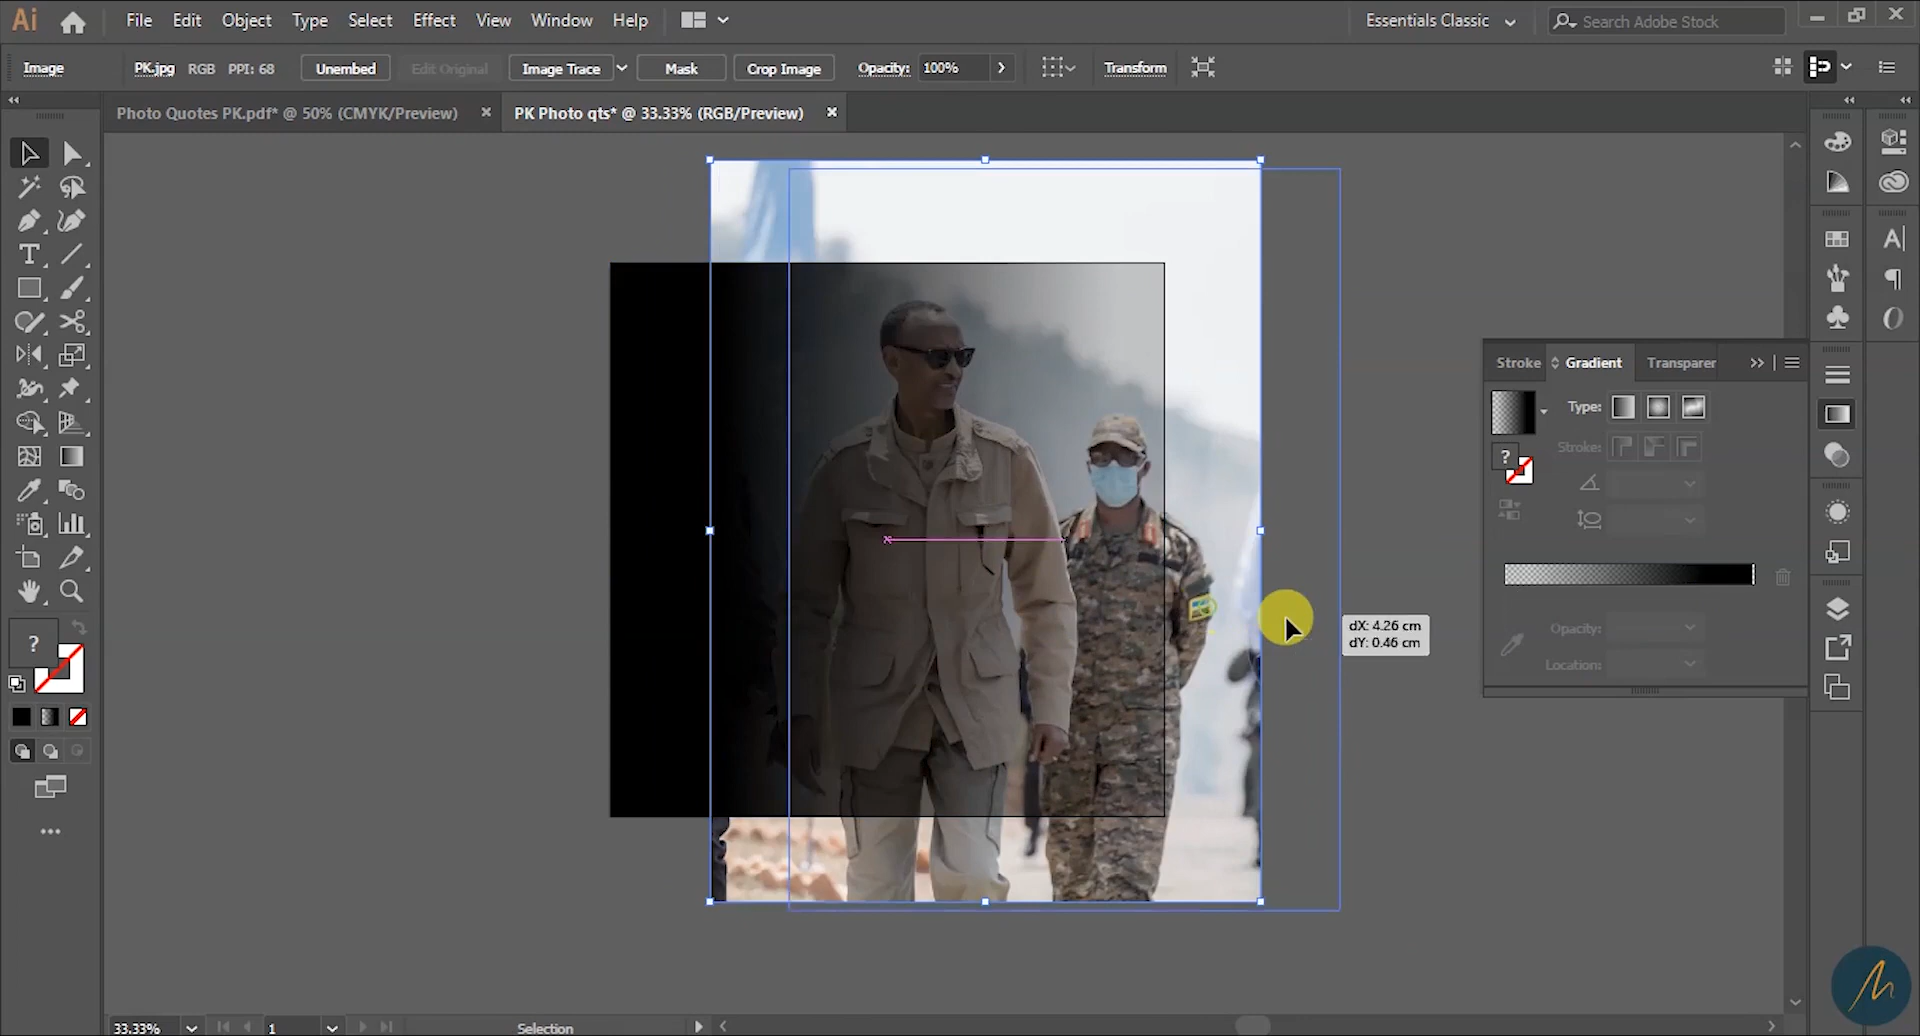 Ai File Edit Object Type Select Effect View Window Help Essentials Classic Search Adobe Stock
Image PK.jpg RGB PPI: 68 Unembed Edit Original Image Trace Mask Crop Image Opacity: 100% Transform
Photo Quotes PK.pdf* @ 50% (CMYK/Preview) PK Photo qts* @ 33.33% (RGB/Preview)
Stroke Gradient Transparer
Type:
Stroke:
dX: 4.26 cm
dY: 0.46 cm
Opacity:
Location:
33.33% 1 Selection